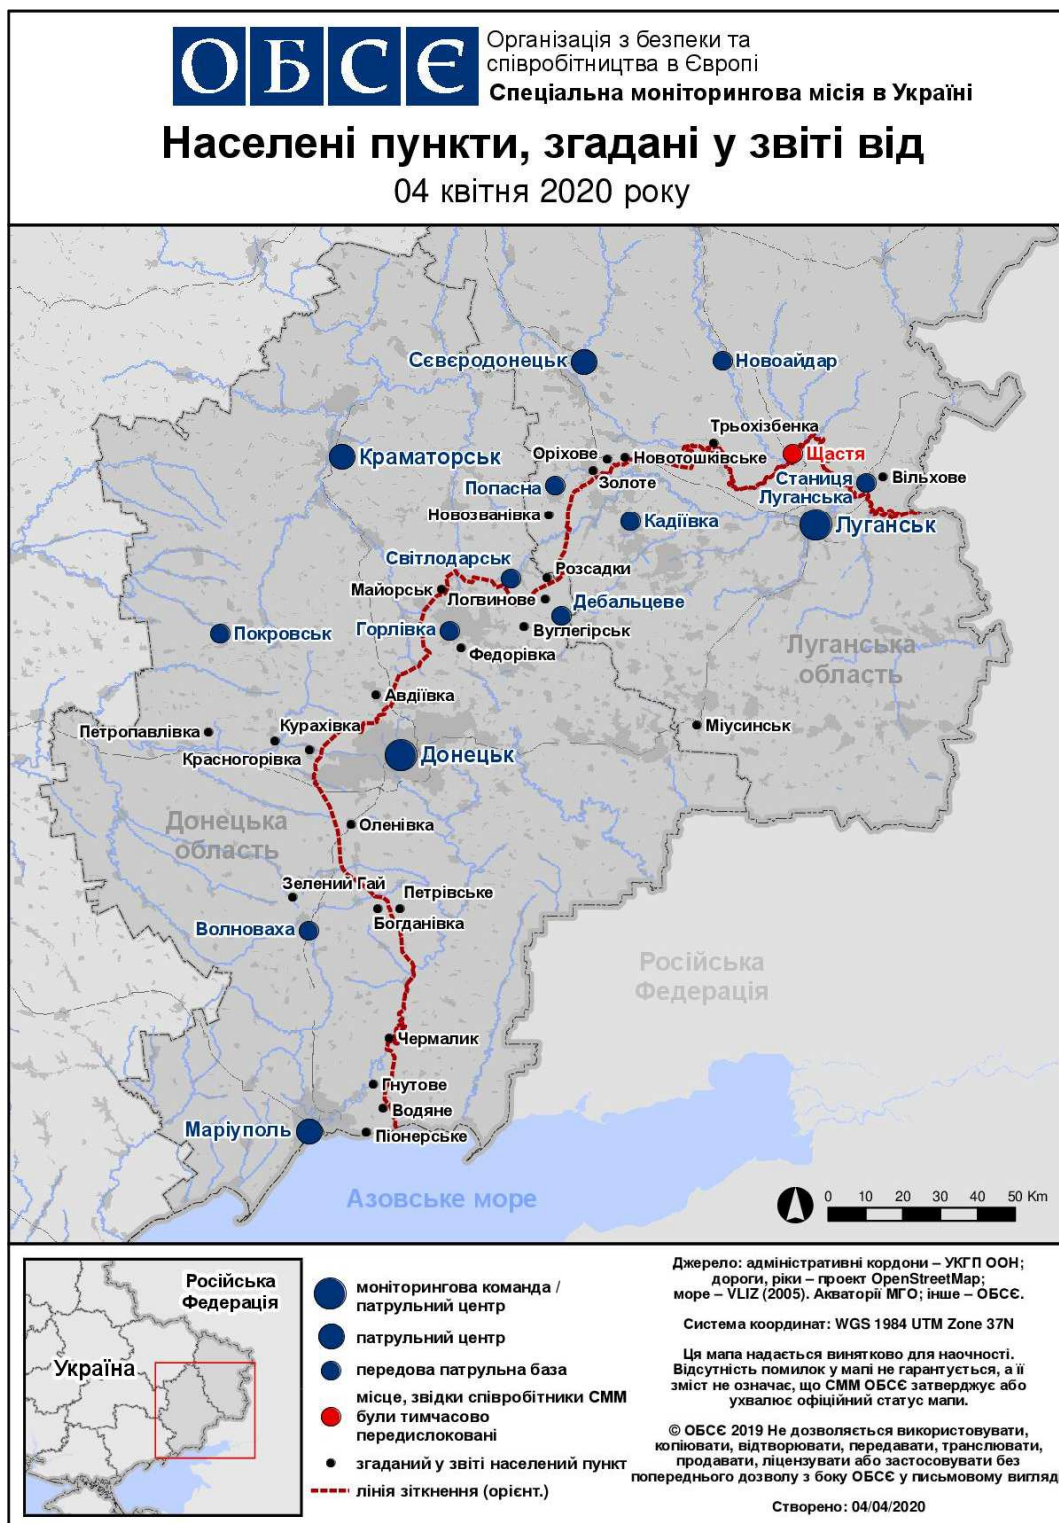 ОБСЄ
Організація з безпеки та
співробітництва в Європі
Спеціальна моніторингова місія в Україні
Населені пункти, згадані у звіті від
04 квітня 2020 року
Сєвєродонецьк
Новоайдар
Трьохізбенка
Щастя
Оріхове
Новотошківське
Краматорськ
Золоте
Станиця
Луганська
Вільхове
Попасна
Новозванівка
Кадіївка
Луганськ
Світлодарськ
Розсадки
Майорськ
Логвинове
Дебальцеве
Покровськ
Горлівка
Вуглегірськ
Федорівка
Луганська
область
Авдіївка
Петропавлівка
Курахівка
Міусинськ
Красногорівка
Донецьк
Донецька
область
Оленівка
Зелений Гай
Петрівське
Богданівка
Волноваха
Російська
Федерація
Чермалик
Гнутове
Водяне
Маріуполь
Піонерське
Азовське море
0 10 20 30 40 50 Km
Російська
Федерація
Україна
моніторингова команда /
патрульний центр
патрульний центр
передова патрульна база
місце, звідки співробітники СММ
були тимчасово
передислоковані
згаданий у звіті населений пункт
лінія зіткнення (орієнт.)
Джерело: адміністративні кордони – УКГП ООН;
дороги, ріки – проект OpenStreetMap;
море – VLIZ (2005). Акваторії МГО; інше – ОБСЄ.
Система координат: WGS 1984 UTM Zone 37N
Ця мапа надається винятково для наочності.
Відсутність помилок у мапі не гарантується, а її
зміст не означає, що СММ ОБСЄ затверджує або
ухвалює офіційний статус мапи.
© ОБСЄ 2019 Не дозволяється використовувати,
копіювати, відтворювати, передавати, транслювати,
продавати, ліцензувати або застосовувати без
попереднього дозволу з боку ОБСЄ у письмовому вигляді
Створено: 04/04/2020